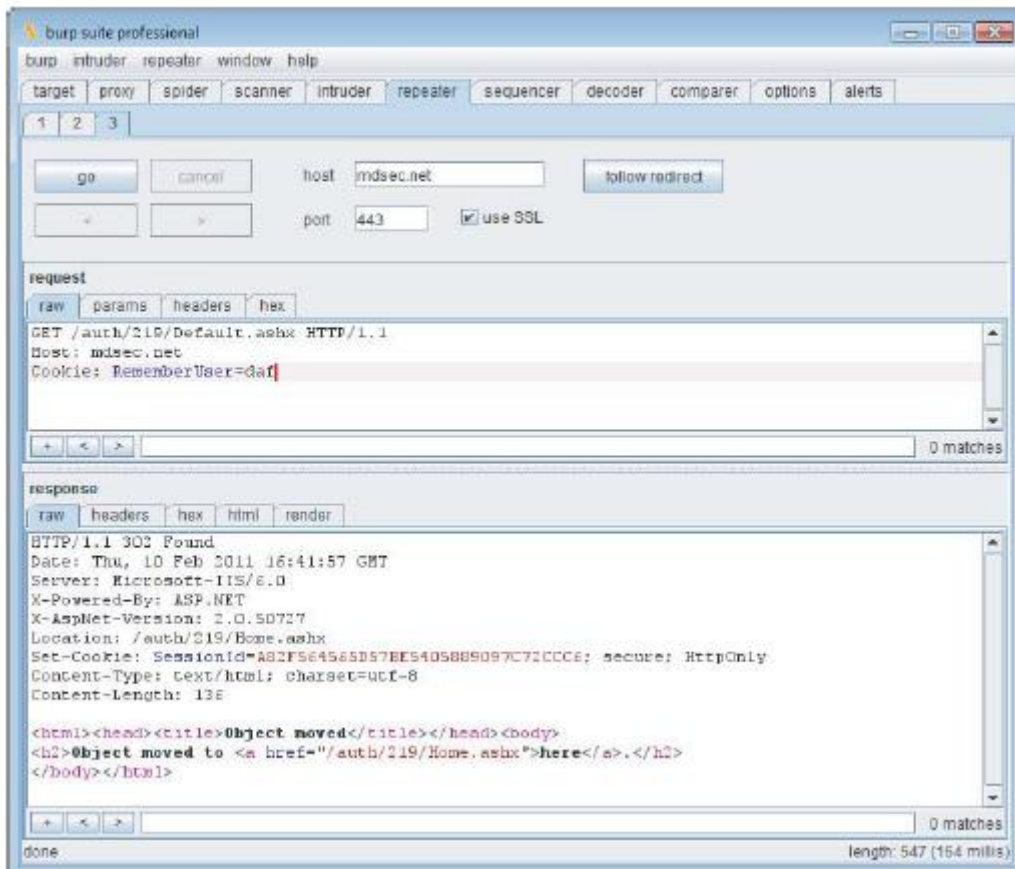 burp suite professional
burp intruder repeater window help
target proxy spider scanner intruder repeater sequencer decoder comparer options alerts
1 2 3
go cancel host mdsec.net follow redirect
< > port 443 use SSL
request
raw params headers hex
GET /auth/219/Default.ashx HTTP/1.1
Host: mdsec.net
Cookie: RememberUser=daf
+ < > 0 matches
response
raw headers hex html render
HTTP/1.1 302 Found
Date: Thu, 10 Feb 2011 16:41:57 GMT
Server: Microsoft-IIS/6.0
X-Powered-By: ASP.NET
X-AspNet-Version: 2.0.50727
Location: /auth/219/Home.ashx
Set-Cookie: SessionId=A82F564565D57BE5405889097C72CCC6; secure; HttpOnly
Content-Type: text/html; charset=utf-8
Content-Length: 136
<html><head><title>Object moved</title></head><body>
<h2>Object moved to <a href="/auth/219/Home.ashx">here</a>.</h2>
</body></html>
+ < > 0 matches
done length: 547 (164 millis)